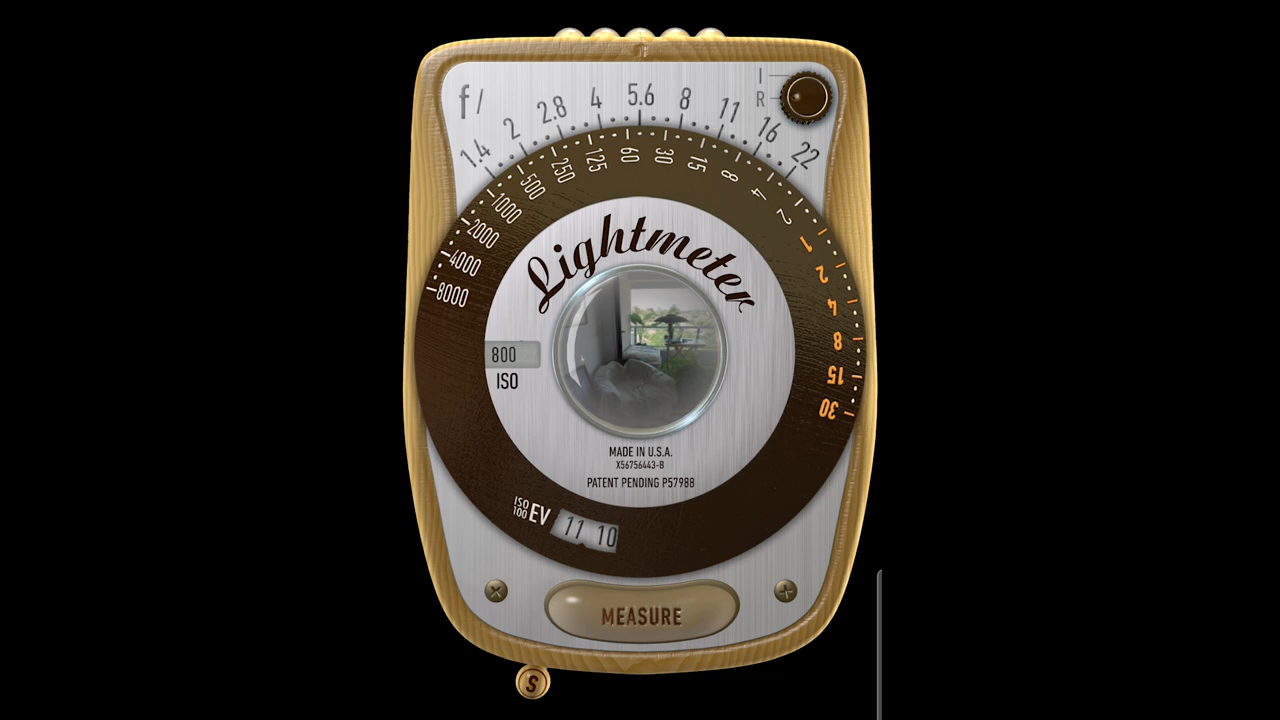 f/ 1.4 2 2.8 4 5.6 8 11 16 22
I
R
8000 4000 2000 1000 500 250 125 60 30 15 8 4 2 1 2 4 8 15 30
Lightmeter
800
ISO
MADE IN U.S.A.
X56756443-B
PATENT PENDING P57988
ISO 100 EV 11 10
MEASURE
S